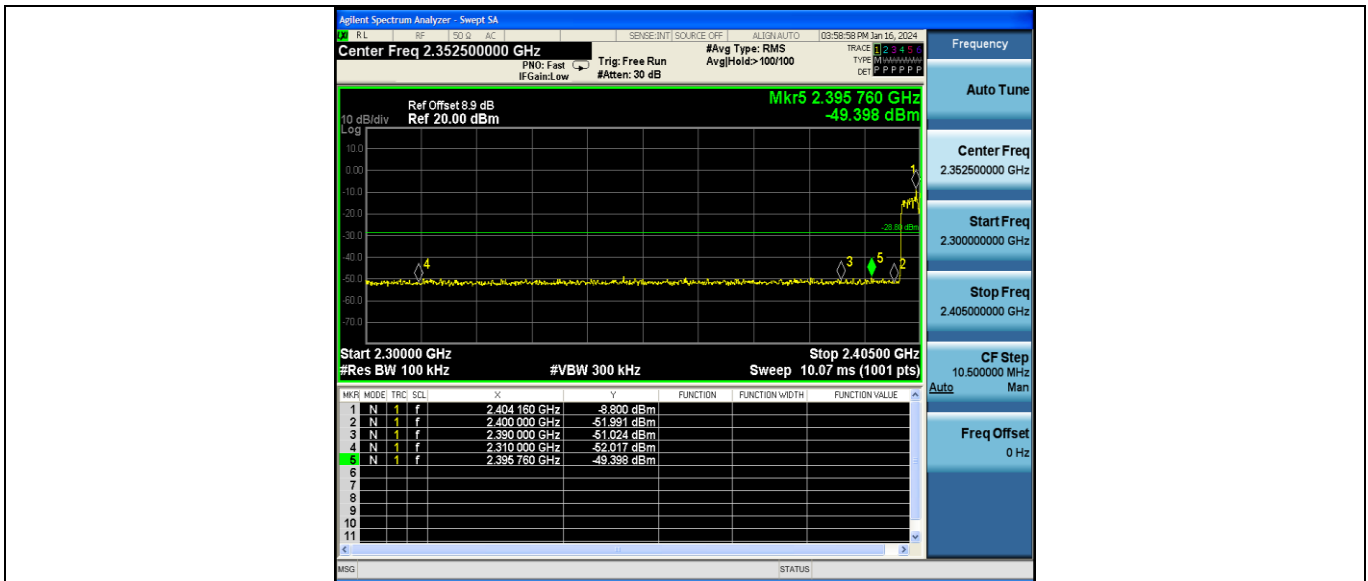 Agilent Spectrum Analyzer - Swept SA
RL RF 50 Ω AC SENSE:INT SOURCE OFF ALIGN AUTO 03:58:58 PM Jan 16, 2024
Center Freq 2.352500000 GHz
PNO: Fast
IFGain:Low
Trig: Free Run
#Atten: 30 dB
#Avg Type: RMS
Avg|Hold:> 100/100
TRACE 1 2 3 4 5 6
TYPE M
DET P P P P P P
Frequency
Mkr5 2.395 760 GHz
-49.398 dBm
Ref Offset 8.9 dB
10 dB/div Ref 20.00 dBm
Log
10.0
0.00
-10.0
-20.0
-30.0
-40.0
-50.0
-60.0
-70.0
1
-28.80 dBm
4
3
5
2
Start 2.30000 GHz Stop 2.40500 GHz
#Res BW 100 kHz #VBW 300 kHz Sweep 10.07 ms (1001 pts)
MKR MODE TRC SCL X Y FUNCTION FUNCTION WIDTH FUNCTION VALUE
1 N 1 f 2.404 160 GHz -8.800 dBm
2 N 1 f 2.400 000 GHz -51.991 dBm
3 N 1 f 2.390 000 GHz -51.024 dBm
4 N 1 f 2.310 000 GHz -52.017 dBm
5 N 1 f 2.395 760 GHz -49.398 dBm
6
7
8
9
10
11
MSG STATUS
Auto Tune
Center Freq
2.352500000 GHz
Start Freq
2.300000000 GHz
Stop Freq
2.405000000 GHz
CF Step
10.500000 MHz
Auto Man
Freq Offset
0 Hz